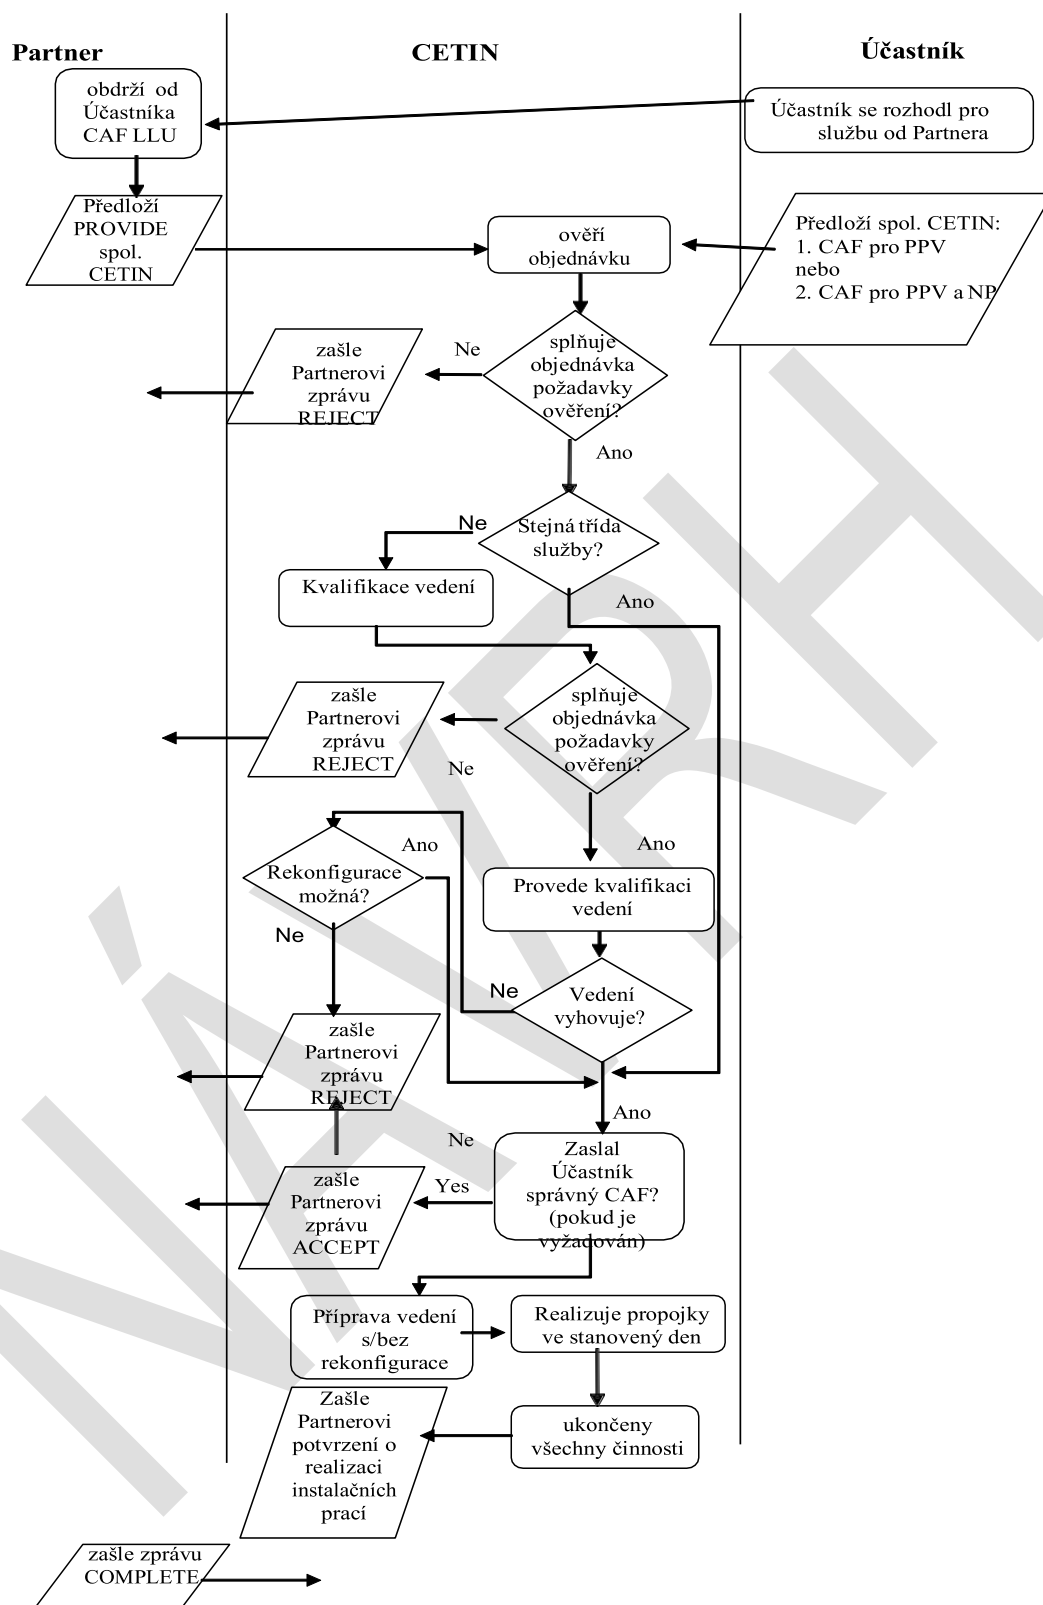 Partner
CETIN
Účastník
obdrží od
Účastníka
CAF LLU
Účastník se rozhodl pro
službu od Partnera
Předloží
PROVIDE
spol.
CETIN
ověří
objednávku
Předloží spol. CETIN:
1. CAF pro PPV
nebo
2. CAF pro PPV a NP
splňuje
objednávka
požadavky
ověření?
Ne
zašle
Partnerovi
zprávu
REJECT
Ano
Stejná třída
služby?
Ne
Kvalifikace vedení
Ano
splňuje
objednávka
požadavky
ověření?
zašle
Partnerovi
zprávu
REJECT
Ne
Ano
Ano
Rekonfigurace
možná?
Ne
Provede kvalifikaci
vedení
Ne
Vedení
vyhovuje?
zašle
Partnerovi
zprávu
REJECT
Ano
Ne
Zaslal
Účastník
správný CAF?
(pokud je
vyžadován)
Yes
zašle
Partnerovi
zprávu
ACCEPT
Příprava vedení
s/bez
rekonfigurace
Realizuje propojky
ve stanovený den
Zašle
Partnerovi
potvrzení o
realizaci
instalačních
prací
ukončeny
všechny činnosti
zašle zprávu
COMPLETE
NÁVRH